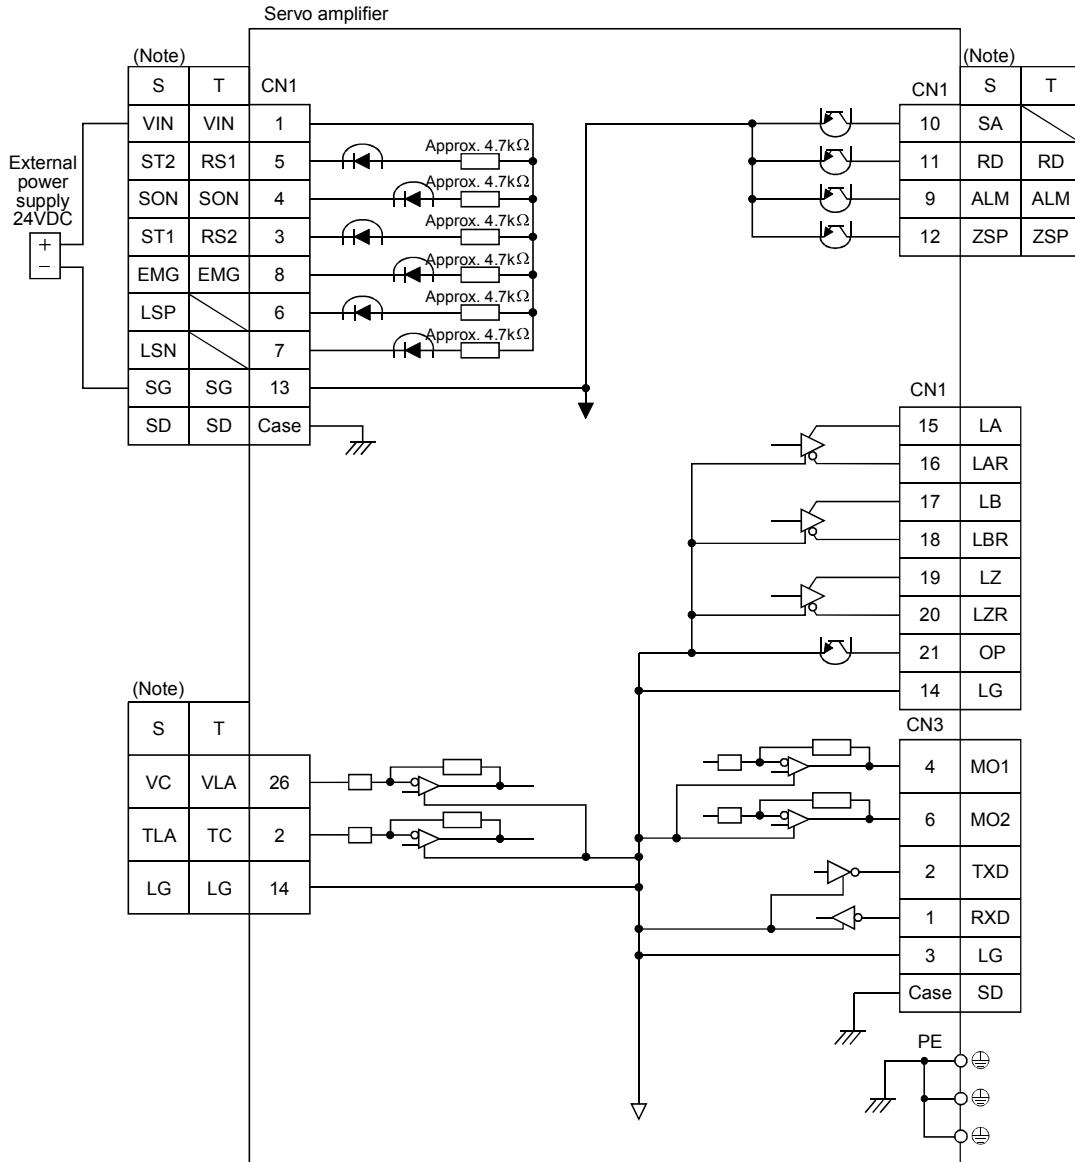 Servo amplifier
(Note)
S T CN1
VIN VIN 1
ST2 RS1 5 Approx. 4.7kΩ
SON SON 4 Approx. 4.7kΩ
ST1 RS2 3 Approx. 4.7kΩ
EMG EMG 8 Approx. 4.7kΩ
LSP 6 Approx. 4.7kΩ
LSN 7 Approx. 4.7kΩ
SG SG 13
SD SD Case
External
power
supply
24VDC
+
−
(Note)
CN1 S T
10 SA
11 RD RD
9 ALM ALM
12 ZSP ZSP
CN1
15 LA
16 LAR
17 LB
18 LBR
19 LZ
20 LZR
21 OP
14 LG
(Note)
S T
VC VLA 26
TLA TC 2
LG LG 14
CN3
4 MO1
6 MO2
2 TXD
1 RXD
3 LG
Case SD
PE